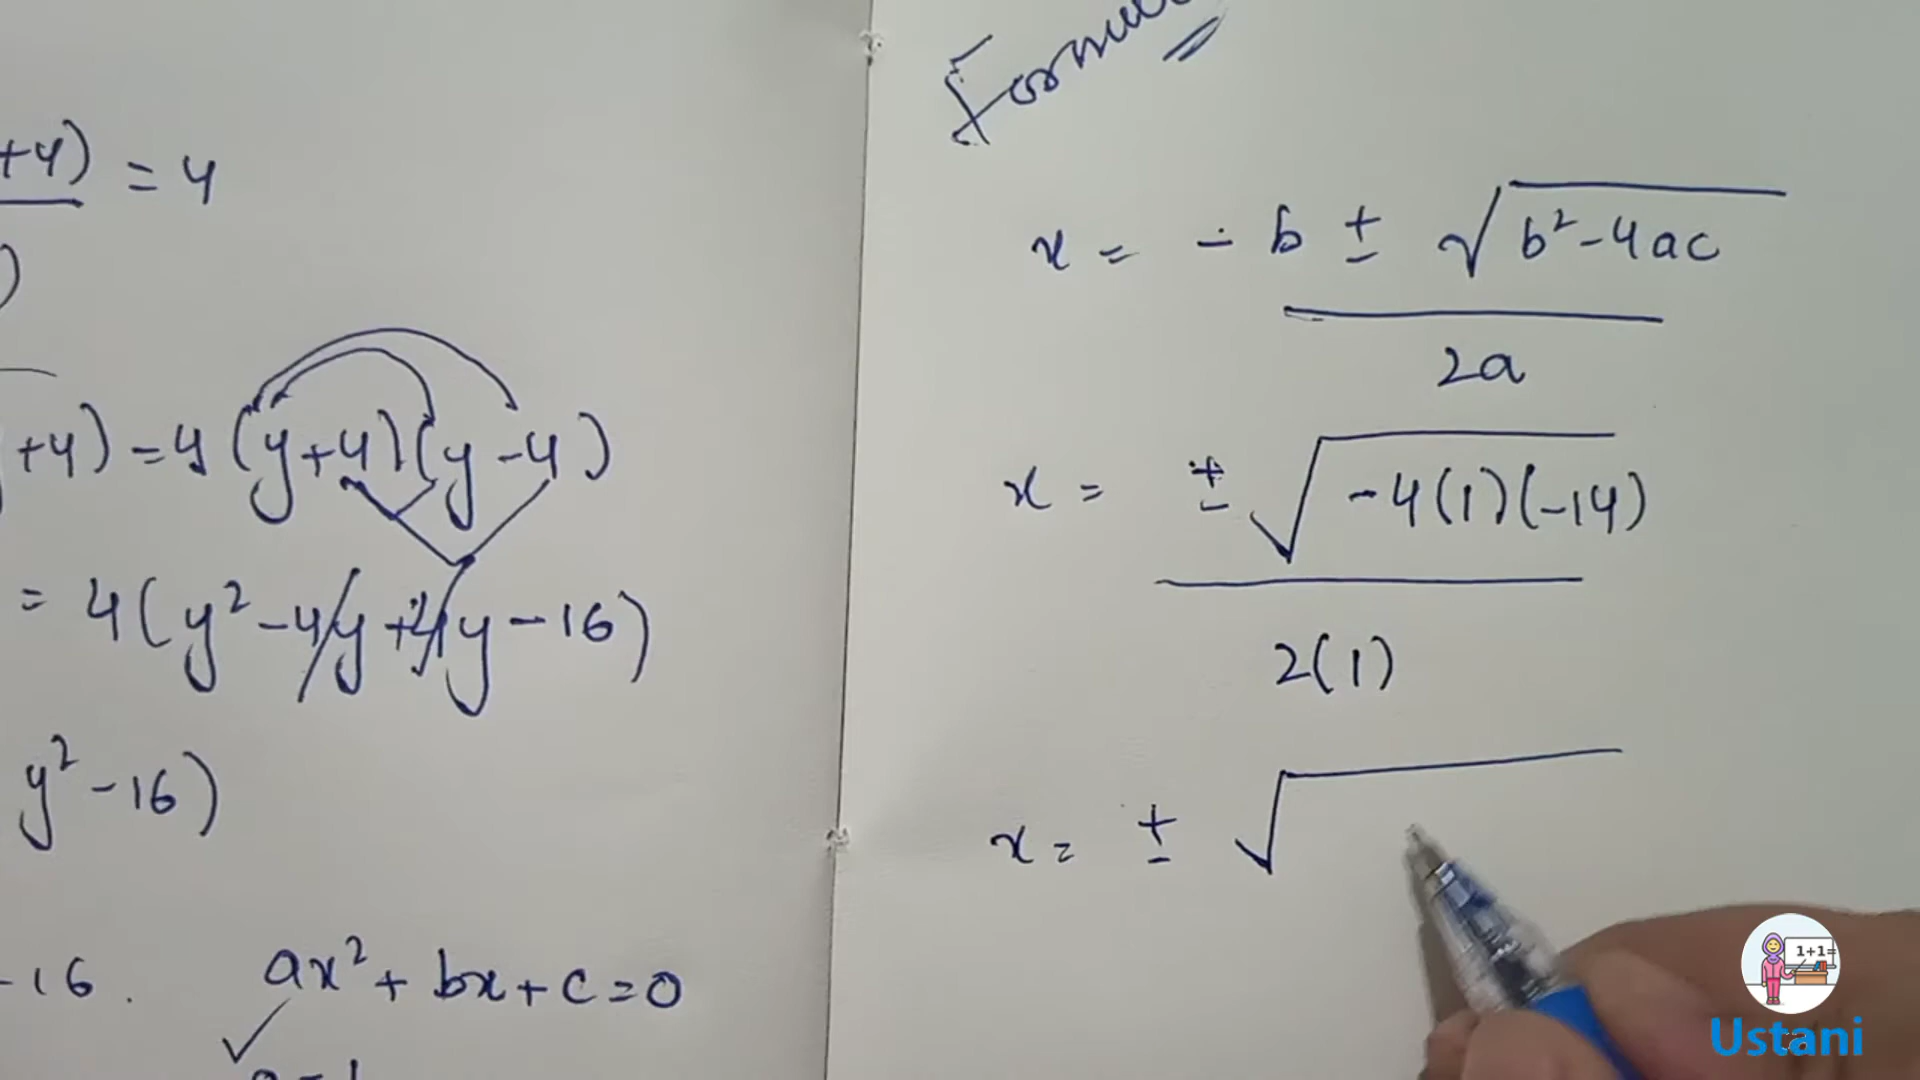 +4) = 4
)
+4) = 4 (y+4)(y-4)
= 4(y² -4y +4y -16)
y² -16)
-16.
ax² + bx + c = 0
x = - b ± √b² -4ac
2a
x = ± √-4(1)(-14)
2(1)
x = ± √
1+1=
Ustani